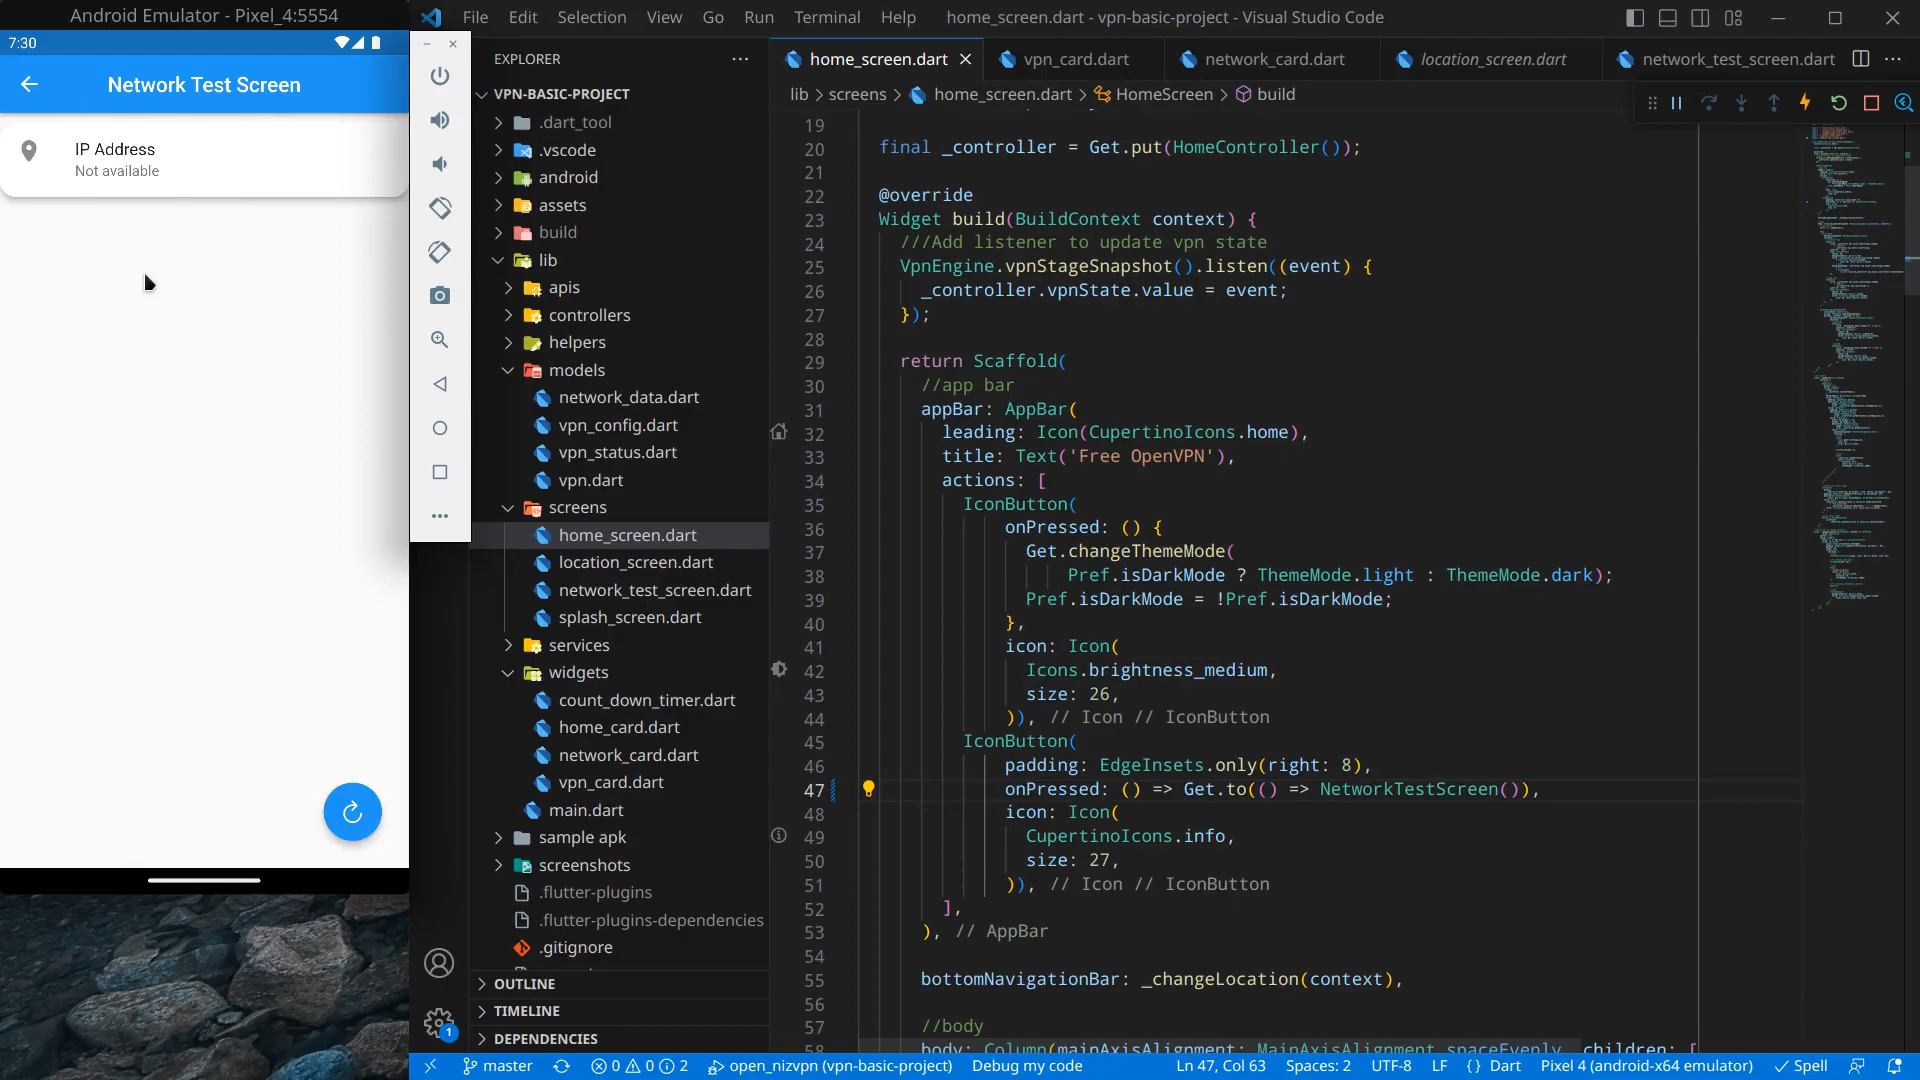 Android Emulator - Pixel_4:5554
7:30
Network Test Screen
IP Address
Not available
File Edit Selection View Go Run Terminal Help
home_screen.dart - vpn-basic-project - Visual Studio Code
EXPLORER
VPN-BASIC-PROJECT
.dart_tool
.vscode
android
assets
build
lib
apis
controllers
helpers
models
network_data.dart
vpn_config.dart
vpn_status.dart
vpn.dart
screens
home_screen.dart
location_screen.dart
network_test_screen.dart
splash_screen.dart
services
widgets
count_down_timer.dart
home_card.dart
network_card.dart
vpn_card.dart
main.dart
sample apk
screenshots
.flutter-plugins
.flutter-plugins-dependencies
.gitignore
OUTLINE
TIMELINE
DEPENDENCIES
home_screen.dart
vpn_card.dart
network_card.dart
location_screen.dart
network_test_screen.dart
lib > screens > home_screen.dart > HomeScreen > build
19
20 final _controller = Get.put(HomeController());
21
22 @override
23 Widget build(BuildContext context) {
24 ///Add listener to update vpn state
25 VpnEngine.vpnStageSnapshot().listen((event) {
26 _controller.vpnState.value = event;
27 });
28
29 return Scaffold(
30 //app bar
31 appBar: AppBar(
32 leading: Icon(CupertinoIcons.home),
33 title: Text('Free OpenVPN'),
34 actions: [
35 IconButton(
36 onPressed: () {
37 Get.changeThemeMode(
38 Pref.isDarkMode ? ThemeMode.light : ThemeMode.dark);
39 Pref.isDarkMode = !Pref.isDarkMode;
40 },
41 icon: Icon(
42 Icons.brightness_medium,
43 size: 26,
44 )), // Icon // IconButton
45 IconButton(
46 padding: EdgeInsets.only(right: 8),
47 onPressed: () => Get.to(() => NetworkTestScreen()),
48 icon: Icon(
49 CupertinoIcons.info,
50 size: 27,
51 )), // Icon // IconButton
52 ],
53 ), // AppBar
54
55 bottomNavigationBar: _changeLocation(context),
56
57 //body
58 body: Column(mainAxisAlignment: MainAxisAlignment.spaceEvenly, children: [
1
master 0 0 2 open_nizvpn (vpn-basic-project) Debug my code Ln 47, Col 63 Spaces: 2 UTF-8 LF {} Dart Pixel 4 (android-x64 emulator) Spell